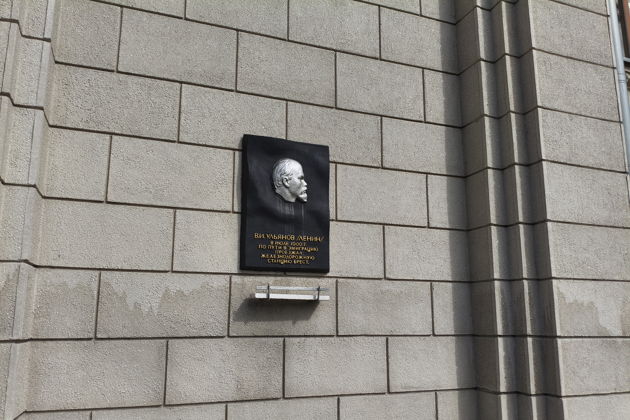 В.И. УЛЬЯНОВ /ЛЕНИН/
В ИЮЛЕ 1900 Г.
ПО ПУТИ В ЭМИГРАЦИЮ
ПРОЕЗЖАЛ
ЖЕЛЕЗНОДОРОЖНУЮ
СТАНЦИЮ БРЕСТ.